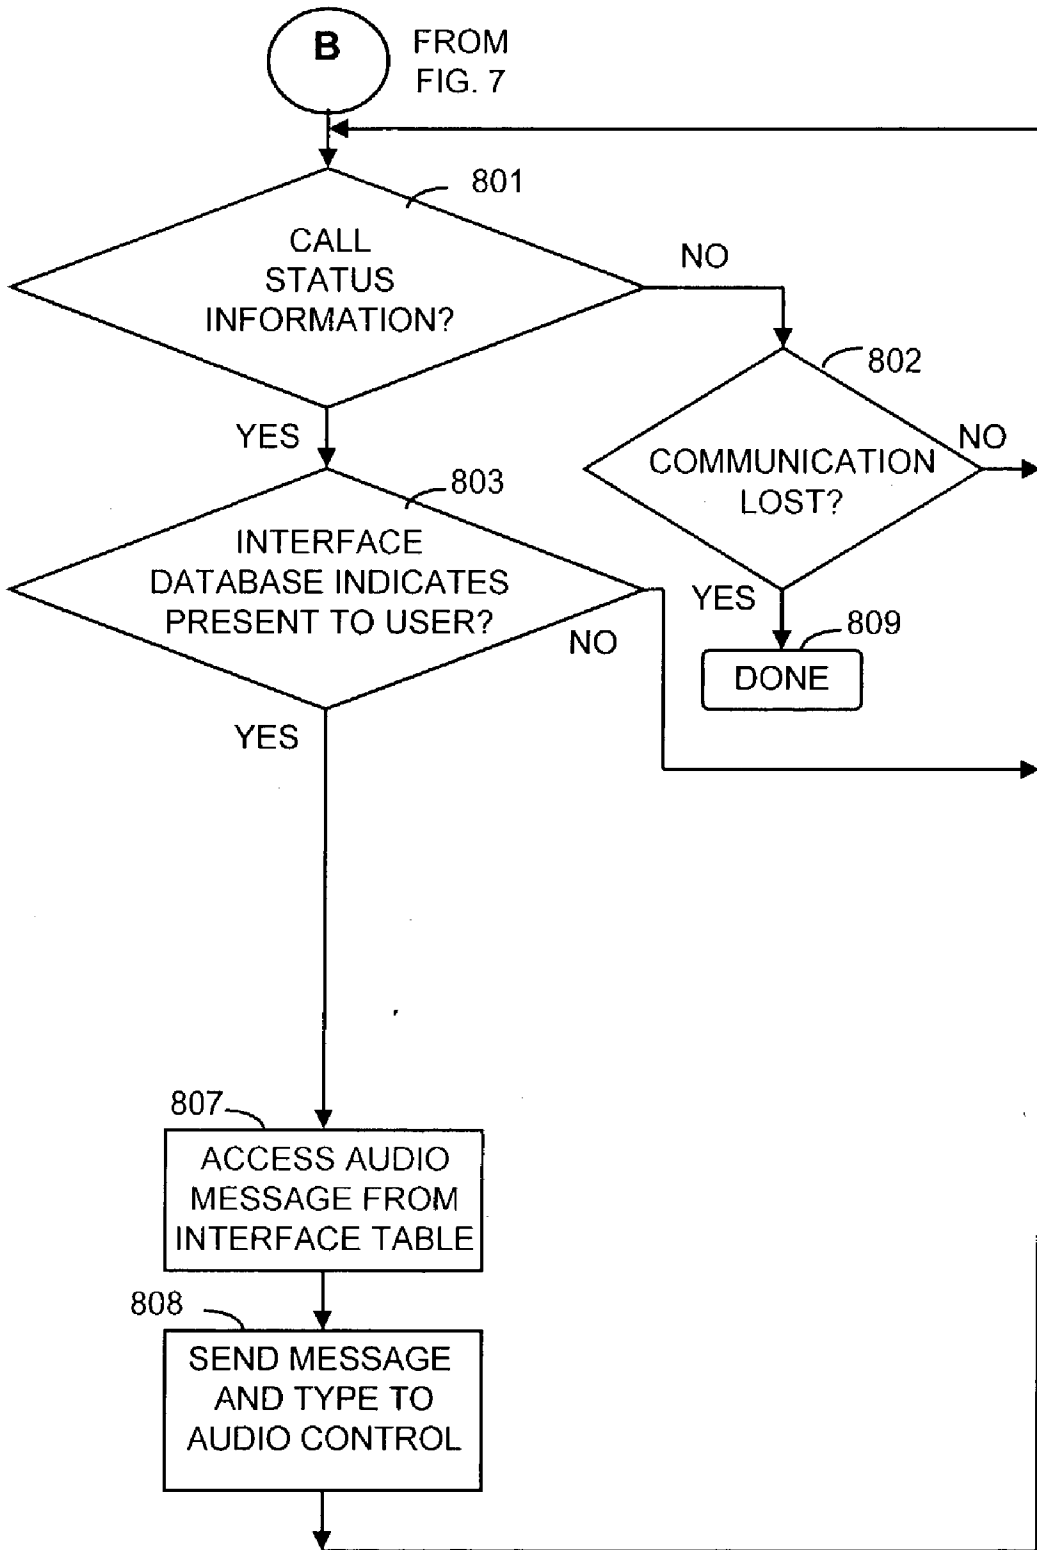 B
FROM
FIG. 7
801
CALL
STATUS
INFORMATION?
NO
YES
802
COMMUNICATION
LOST?
NO
YES
803
INTERFACE
DATABASE INDICATES
PRESENT TO USER?
NO
YES
809
DONE
807
ACCESS AUDIO
MESSAGE FROM
INTERFACE TABLE
808
SEND MESSAGE
AND TYPE TO
AUDIO CONTROL